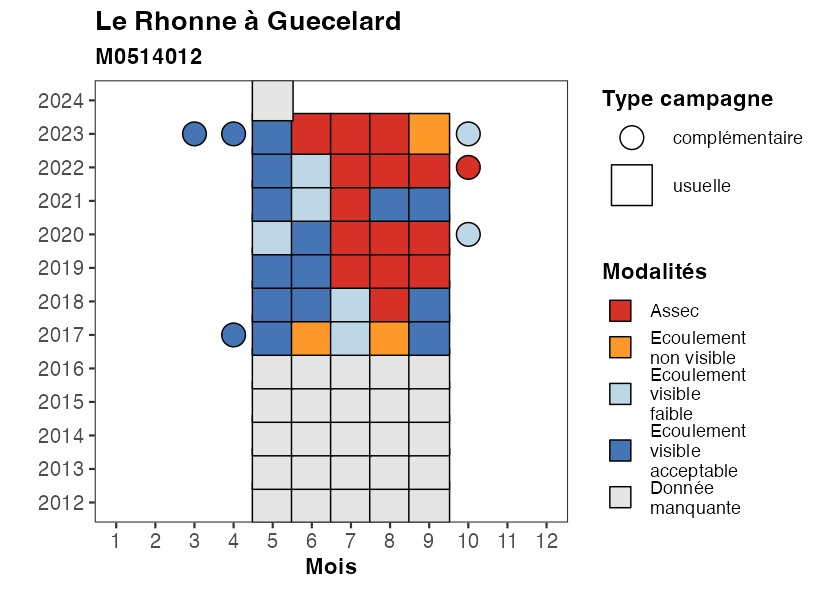 Le Rhonne à Guecelard
M0514012
2024
2023
2022
2021
2020
2019
2018
2017
2016
2015
2014
2013
2012
1 2 3 4 5 6 7 8 9 10 11 12
Mois
Type campagne
complémentaire
usuelle
Modalités
Assec
Ecoulement
non visible
Ecoulement
visible
faible
Ecoulement
visible
acceptable
Donnée
manquante